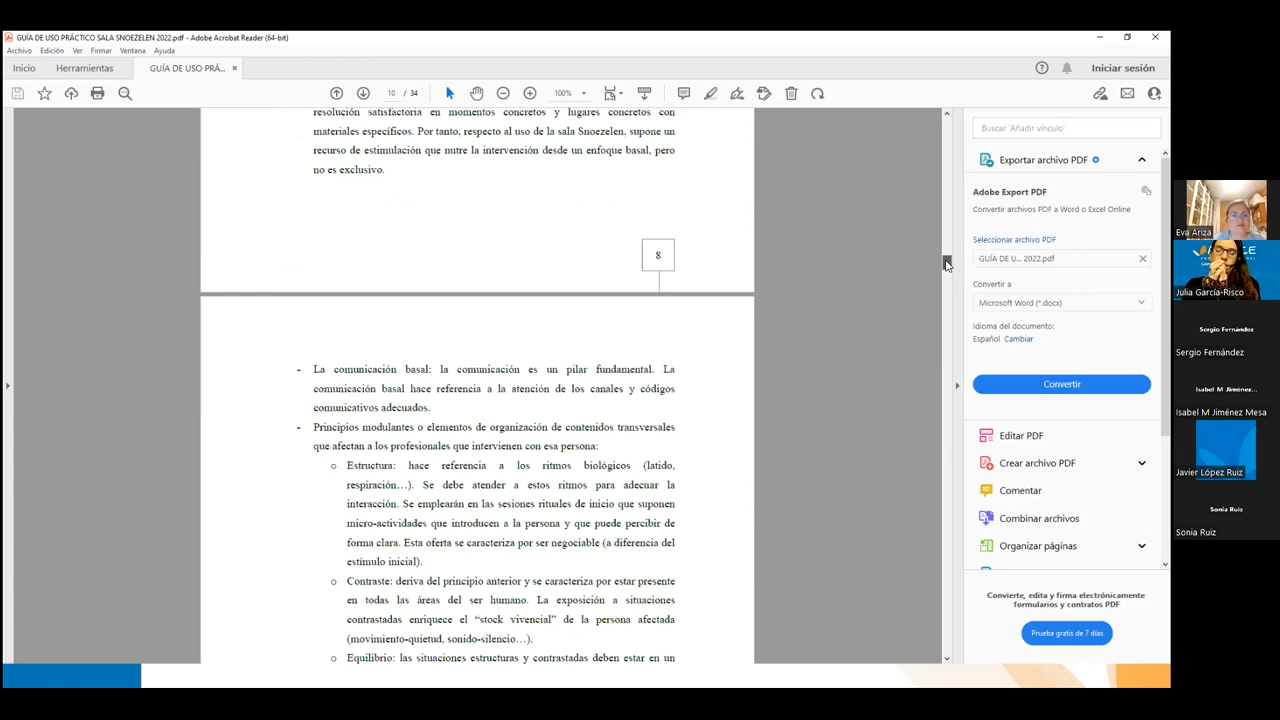 GUÍA DE USO PRÁCTICO SALA SNOEZELEN 2022.pdf - Adobe Acrobat Reader (64-bit)
Archivo Edición Ver Firmar Ventana Ayuda
Inicio Herramientas GUÍA DE USO PRÁ... × Iniciar sesión
10 / 34 100%
resolución satisfactoria en momentos concretos y lugares concretos con
materiales específicos. Por tanto, respecto al uso de la sala Snoezelen, supone un
recurso de estimulación que nutre la intervención desde un enfoque basal, pero
no es exclusivo.
8
- La comunicación basal: la comunicación es un pilar fundamental. La
comunicación basal hace referencia a la atención de los canales y códigos
comunicativos adecuados.
- Principios modulantes o elementos de organización de contenidos transversales
que afectan a los profesionales que intervienen con esa persona:
o Estructura: hace referencia a los ritmos biológicos (latido,
respiración…). Se debe atender a estos ritmos para adecuar la
interacción. Se emplearán en las sesiones rituales de inicio que suponen
micro-actividades que introducen a la persona y que puede percibir de
forma clara. Esta oferta se caracteriza por ser negociable (a diferencia del
estímulo inicial).
o Contraste: deriva del principio anterior y se caracteriza por estar presente
en todas las áreas del ser humano. La exposición a situaciones
contrastadas enriquece el “stock vivencial” de la persona afectada
(movimiento-quietud, sonido-silencio…).
o Equilibrio: las situaciones estructuras y contrastadas deben estar en un
Buscar 'Añadir vínculo'
Exportar archivo PDF
Adobe Export PDF
Convertir archivos PDF a Word o Excel Online
Seleccionar archivo PDF
GUÍA DE U... 2022.pdf
Convertir a
Microsoft Word (*.docx)
Idioma del documento:
Español Cambiar
Convertir
Editar PDF
Crear archivo PDF
Comentar
Combinar archivos
Organizar páginas
Convierte, edita y firma electrónicamente
formularios y contratos PDF
Prueba gratis de 7 días
Eva Ariza
Julia García-Risco
Sergio Fernández
Sergio Fernández
Isabel M Jiménez...
Isabel M Jiménez Mesa
Javier López Ruiz
Sonia Ruiz
Sonia Ruiz